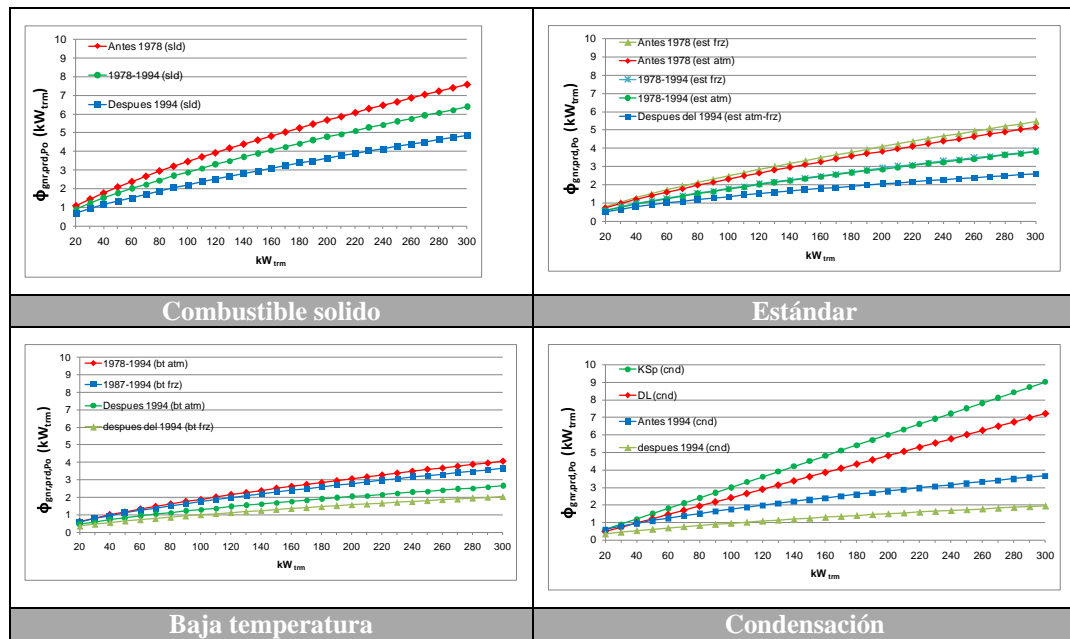 10
9
8
7
6
5
4
3
2
1
0
ɸgnr,prd,Po (kWtrm)
Antes 1978 (sld)
1978-1994 (sld)
Despues 1994 (sld)
20 40 60 80 100 120 140 160 180 200 220 240 260 280 300
kWtrm
Combustible solido
10
9
8
7
6
5
4
3
2
1
0
ɸgnr,prd,Po (kWtrm)
Antes 1978 (est frz)
Antes 1978 (est atm)
1978-1994 (est frz)
1978-1994 (est atm)
Despues del 1994 (est atm-frz)
20 40 60 80 100 120 140 160 180 200 220 240 260 280 300
kWtrm
Estándar
10
9
8
7
6
5
4
3
2
1
0
ɸgnr,prd,Po (kWtrm)
1978-1994 (bt atm)
1987-1994 (bt frz)
Despues 1994 (bt atm)
despues del 1994 (bt frz)
20 40 60 80 100 120 140 160 180 200 220 240 260 280 300
kWtrm
Baja temperatura
10
9
8
7
6
5
4
3
2
1
0
ɸgnr,prd,Po (kWtrm)
KSp (cnd)
DL (cnd)
Antes 1994 (cnd)
despues 1994 (cnd)
20 40 60 80 100 120 140 160 180 200 220 240 260 280 300
kWtrm
Condensación